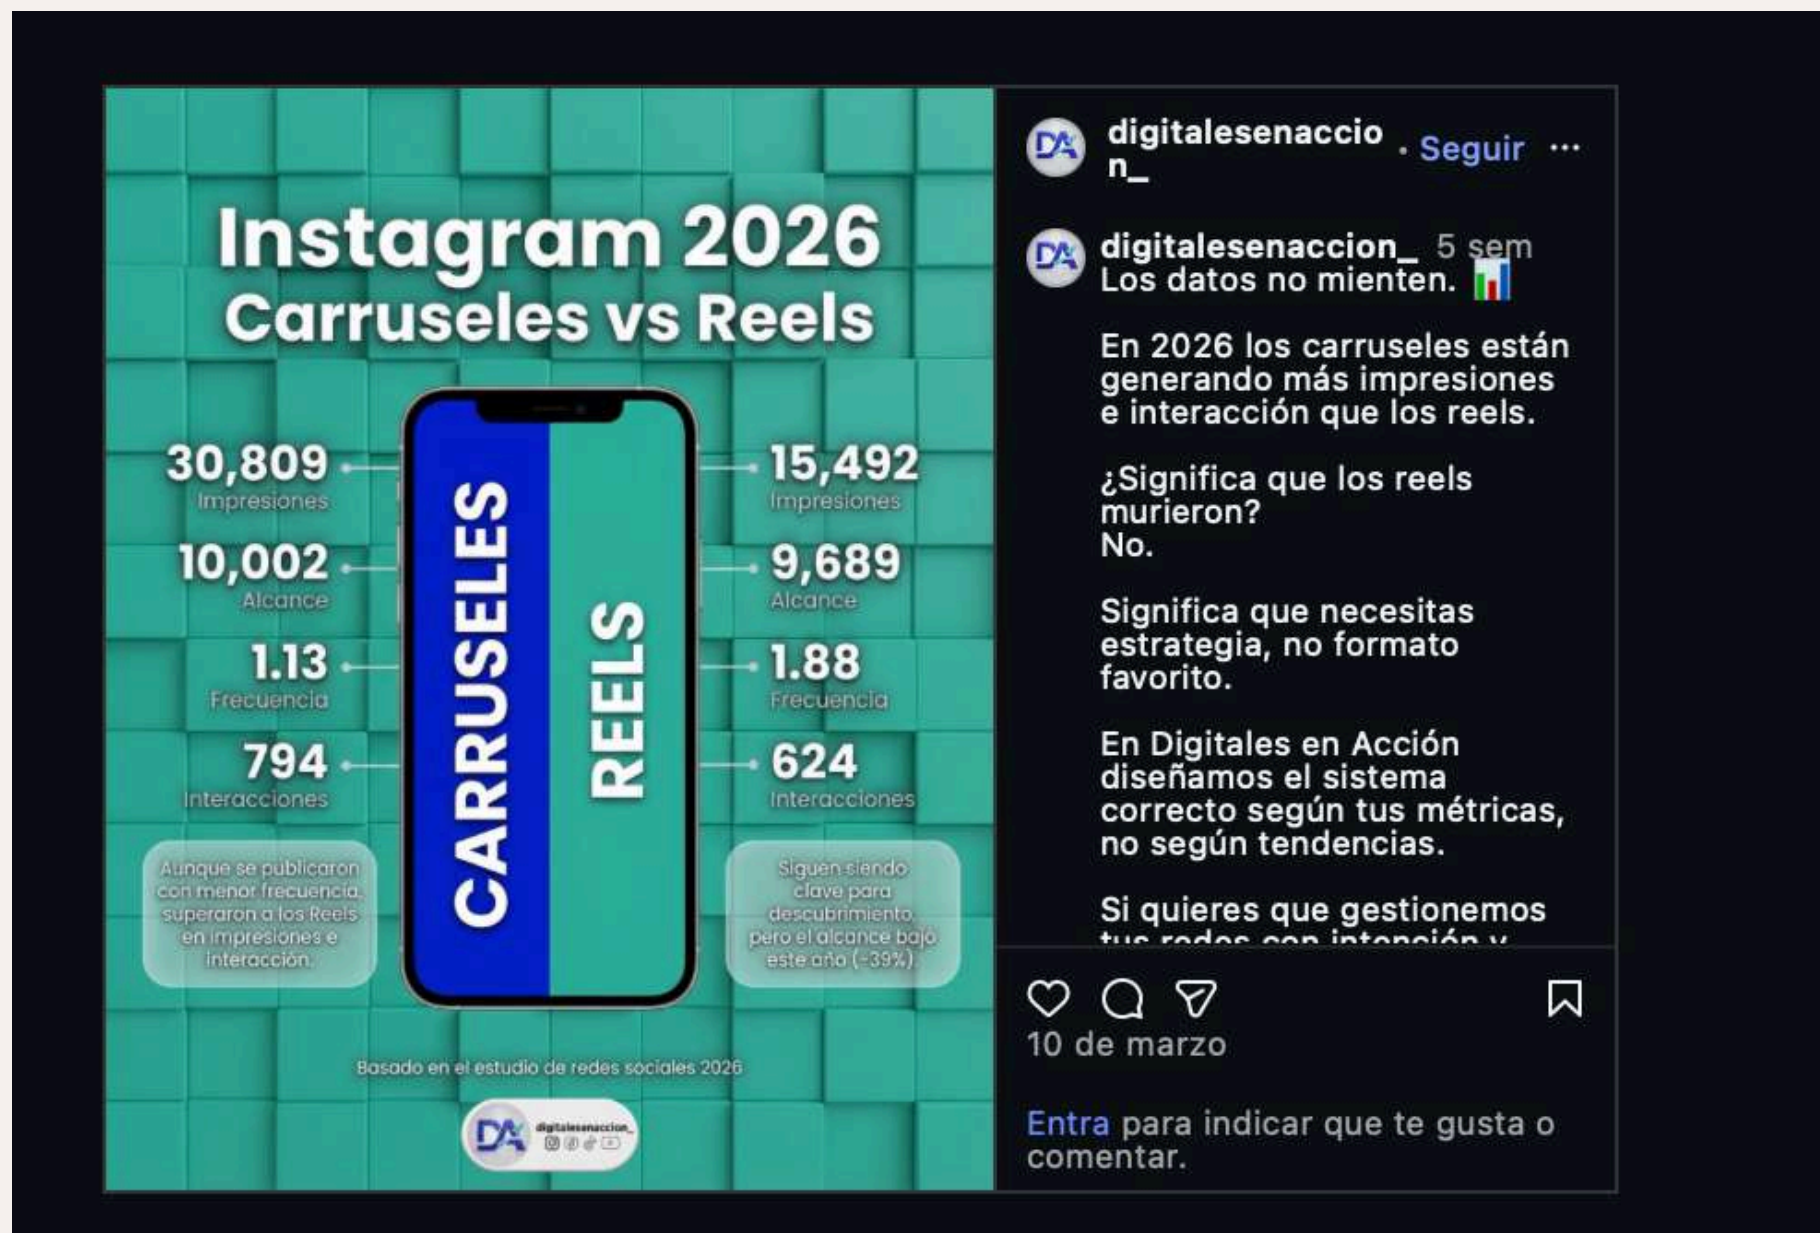 Instagram 2026
Carruseles vs Reels
30,809
Impresiones
10,002
Alcance
1.13
Frecuencia
794
Interacciones
CARRUSELES
REELS
15,492
Impresiones
9,689
Alcance
1.88
Frecuencia
624
Interacciones
Aunque se publicaron
con menor frecuencia,
superaron a los Reels
en impresiones e
interacción.
Siguen siendo
clave para
descubrimiento,
pero el alcance bajó
este año (-39%).
Basado en el estudio de redes sociales 2026
DA
digitalesenaccion_
digitalesenaccio
n_
• Seguir ...
digitalesenaccion_ 5 sem
Los datos no mienten. 📊
En 2026 los carruseles están
generando más impresiones
e interacción que los reels.
¿Significa que los reels
murieron?
No.
Significa que necesitas
estrategia, no formato
favorito.
En Digitales en Acción
diseñamos el sistema
correcto según tus métricas,
no según tendencias.
Si quieres que gestionemos
tus redes con intención y
10 de marzo
Entra para indicar que te gusta o
comentar.